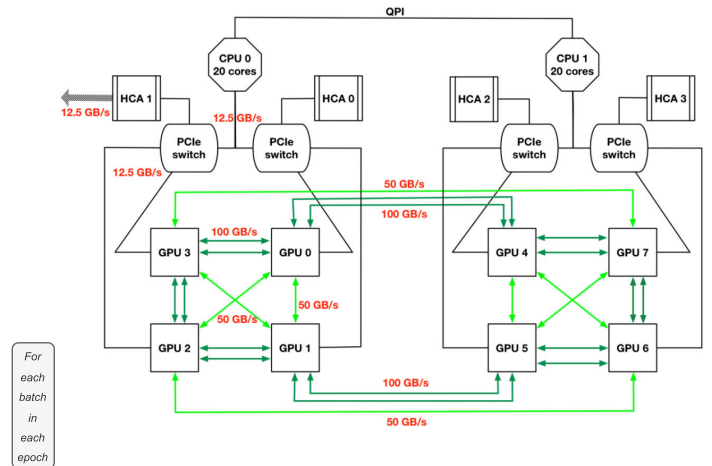 QPI
CPU 0
20 cores
CPU 1
20 cores
HCA 1
HCA 0
HCA 2
HCA 3
12.5 GB/s
12.5 GB/s
PCIe
switch
PCIe
switch
PCIe
switch
PCIe
switch
12.5 GB/s
50 GB/s
100 GB/s
100 GB/s
GPU 3
GPU 0
GPU 4
GPU 7
50 GB/s
50 GB/s
GPU 2
GPU 1
GPU 5
GPU 6
100 GB/s
50 GB/s
For
each
batch
in
each
epoch